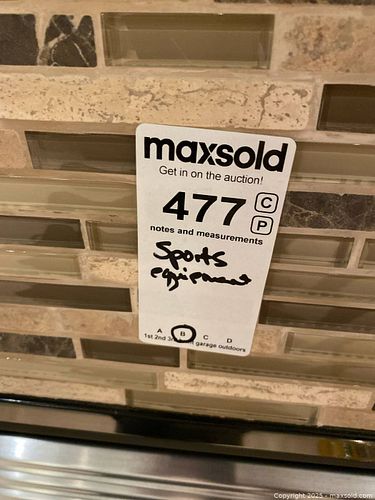 maxsold
Get in on the auction!
477 C
P
notes and measurements
Sports
equipment
A B C D
1st 2nd 3rd garage outdoors
Copyright 2025 - maxsold.com